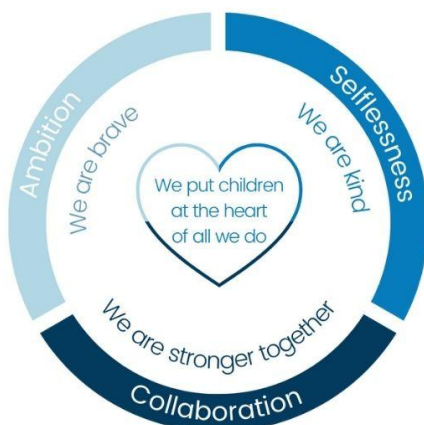 Ambition
We are brave
Selflessness
We are kind
We put children
at the heart
of all we do
We are stronger together
Collaboration